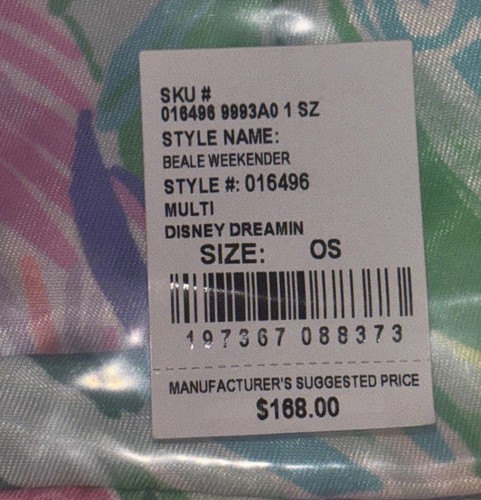 SKU #
016496 9993A0 1 SZ
STYLE NAME:
BEALE WEEKENDER
STYLE #: 016496
MULTI
DISNEY DREAMIN
SIZE: OS
197367 088373
MANUFACTURER'S SUGGESTED PRICE
$168.00